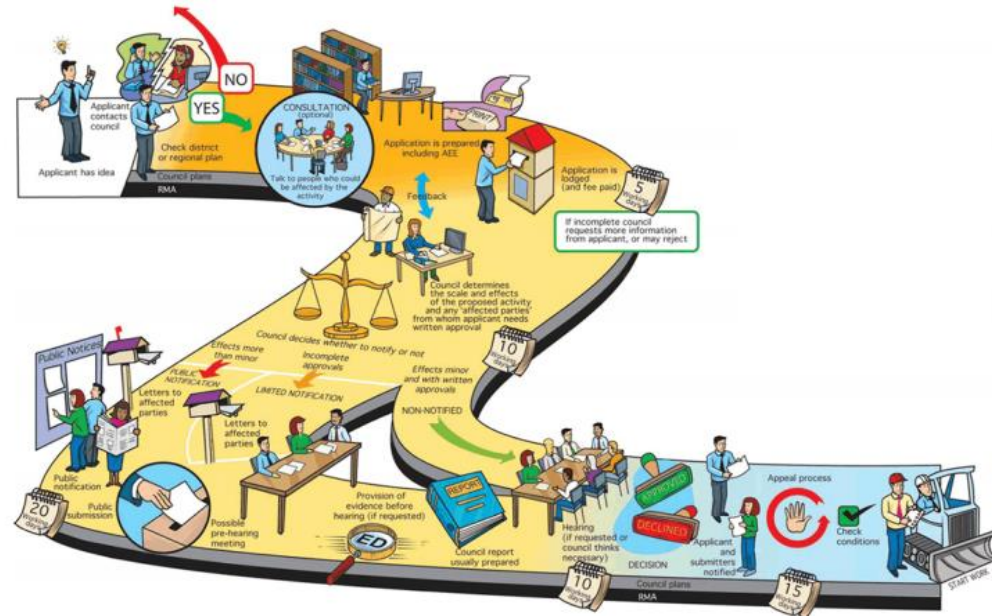 Applicant has idea
Applicant
contacts
council
NO
YES
Check district
or regional plan
Council plans
RMA
CONSULTATION
(optional)
Talk to people who could
be affected by the
activity
Application is prepared
including AEE
Feedback
Application is
lodged
(and fee paid)
5
Working
days
If incomplete council
requests more information
from applicant, or may reject
Council determines
the scale and effects
of the proposed activity
and any 'affected parties'
from whom applicant needs
written approval
10
Working
days
Council decides whether to notify or not
Effects more
than minor
PUBLIC
NOTIFICATION
Incomplete
approvals
LIMITED NOTIFICATION
Effects minor
and with written
approvals
NON-NOTIFIED
Public Notices
Letters to
affected
parties
Letters to
affected
parties
Public
notification
20
Working
days
Public
submission
Possible
pre-hearing
meeting
Provision of
evidence before
hearing (if requested)
ED
REPORT
Council report
usually prepared
Hearing
(if requested or
council thinks
necessary)
10
Working
days
APPROVED
DECLINED
DECISION
Applicant
and
submitters
notified
Council plans
RMA
Appeal process
15
Working
days
Check
conditions
START WORK